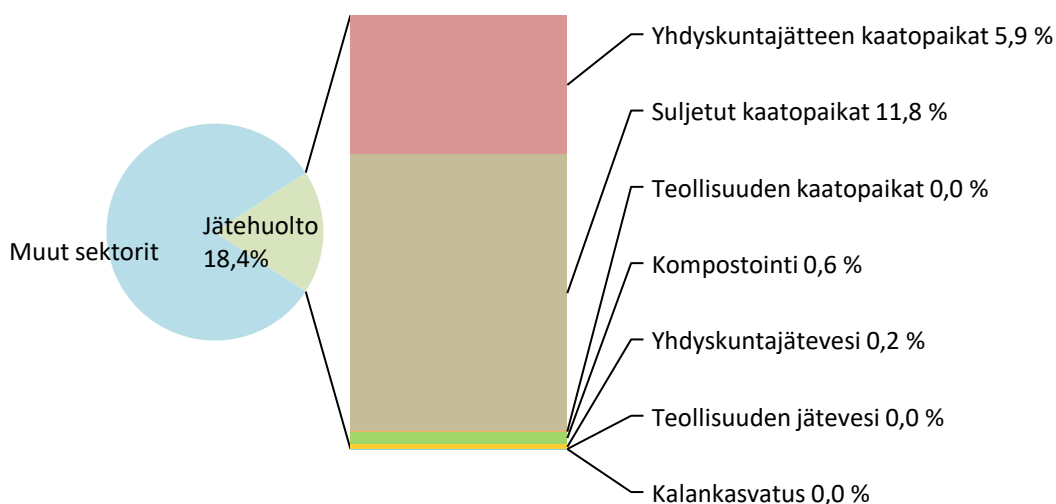 Muut sektorit
Jätehuolto
18,4%
Yhdyskuntajätteen kaatopaikat 5,9 %
Suljetut kaatopaikat 11,8 %
Teollisuuden kaatopaikat 0,0 %
Kompostointi 0,6 %
Yhdyskuntajätevesi 0,2 %
Teollisuuden jätevesi 0,0 %
Kalankasvatus 0,0 %